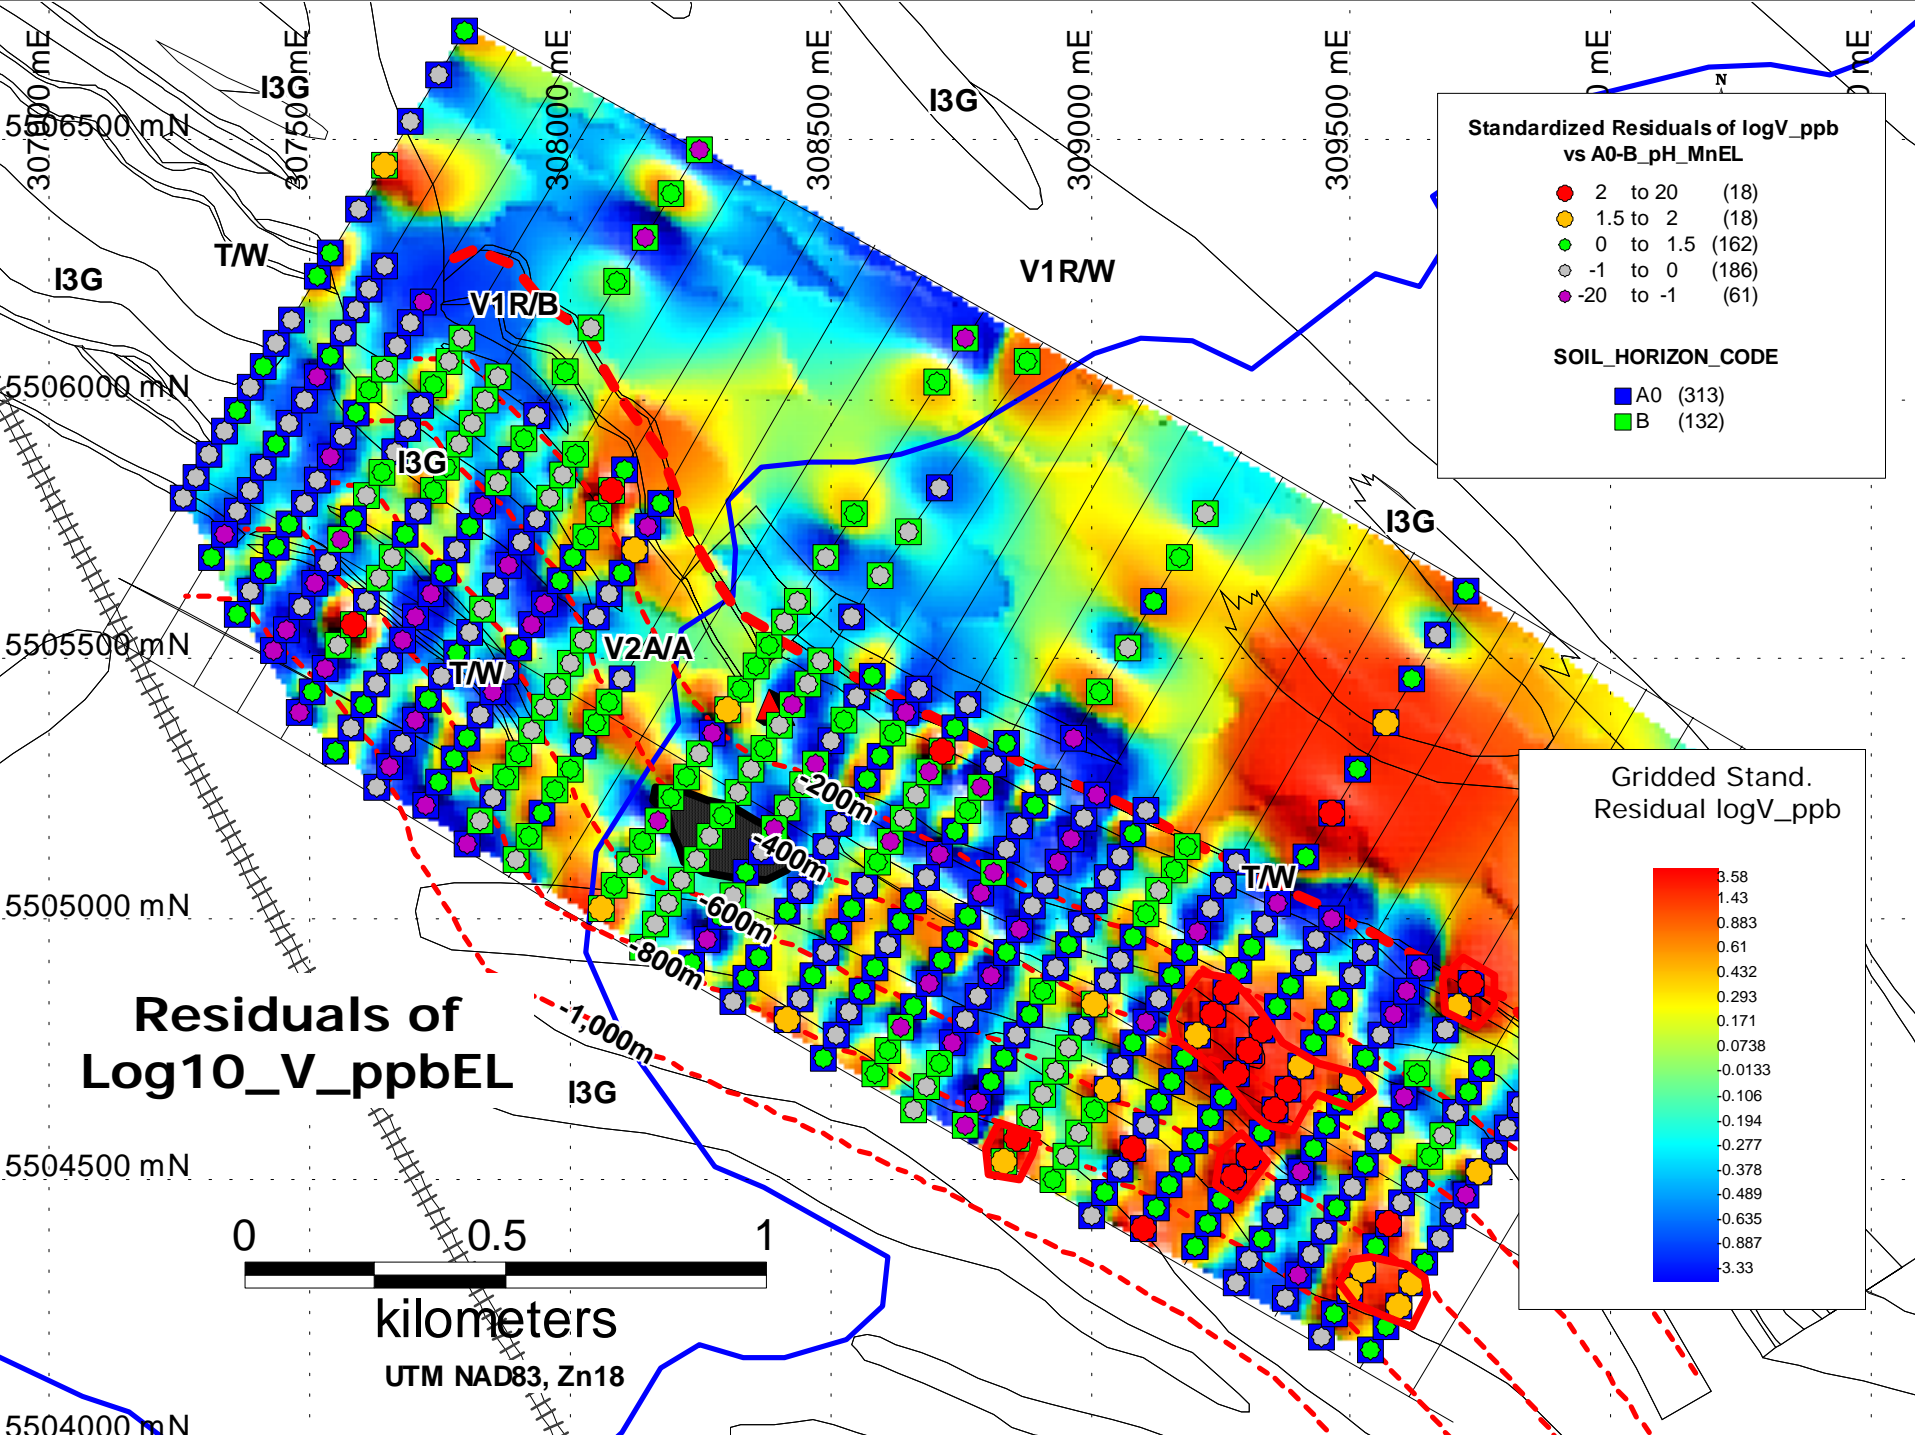 307000 mE
307500 mE
308000 mE
308500 mE
309000 mE
309500 mE
0 mE
0 mE
N
5506500 mN
5506000 mN
5505500 mN
5505000 mN
5504500 mN
5504000 mN
I3G
I3G
T/W
I3G
V1R/W
V1R/B
I3G
I3G
V2A/A
T/W
T/W
I3G
-200m
-400m
-600m
-800m
-1,000m
Standardized Residuals of logV_ppb
vs A0-B_pH_MnEL
2 to 20 (18)
1.5 to 2 (18)
0 to 1.5 (162)
-1 to 0 (186)
-20 to -1 (61)
SOIL_HORIZON_CODE
A0 (313)
B (132)
Gridded Stand.
Residual logV_ppb
3.58
1.43
0.883
0.61
0.432
0.293
0.171
0.0738
-0.0133
-0.106
-0.194
-0.277
-0.378
-0.489
-0.635
-0.887
-3.33
Residuals of
Log10_V_ppbEL
0 0.5 1
kilometers
UTM NAD83, Zn18